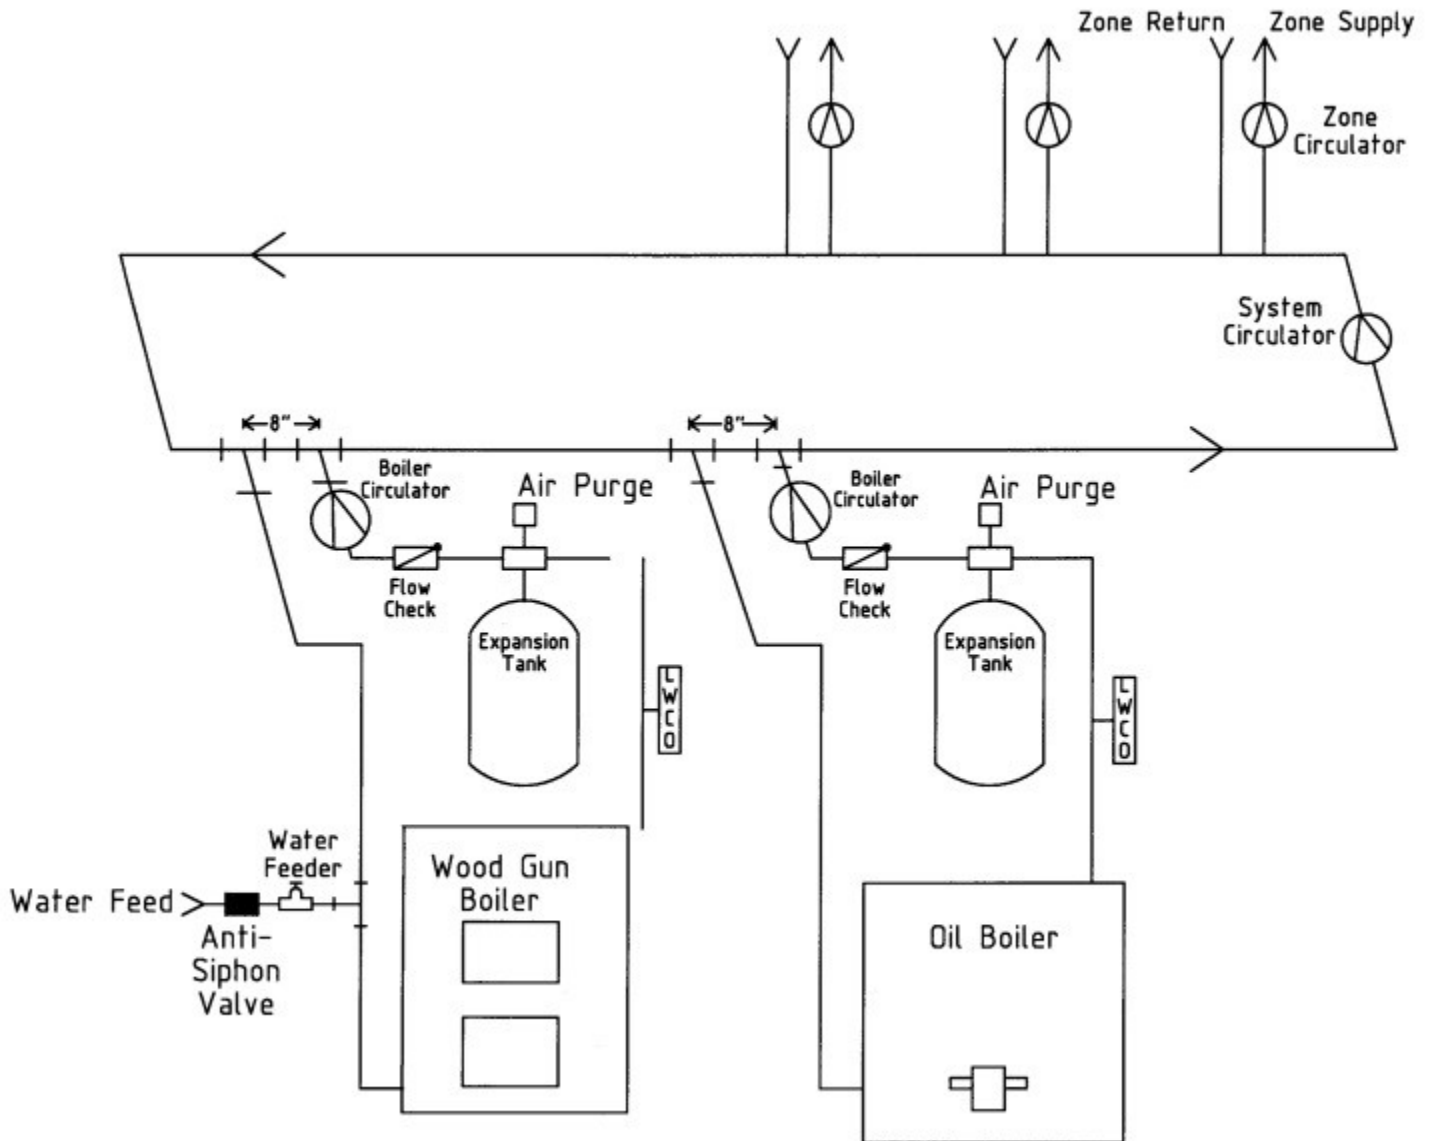 Zone Return
Zone Supply
Zone
Circulator
System
Circulator
8"
8"
Boiler
Circulator
Air Purge
Boiler
Circulator
Air Purge
Flow
Check
Expansion
Tank
L
W
C
O
Flow
Check
Expansion
Tank
L
W
C
O
Water
Feeder
Water Feed
Anti-
Siphon
Valve
Wood Gun
Boiler
Oil Boiler